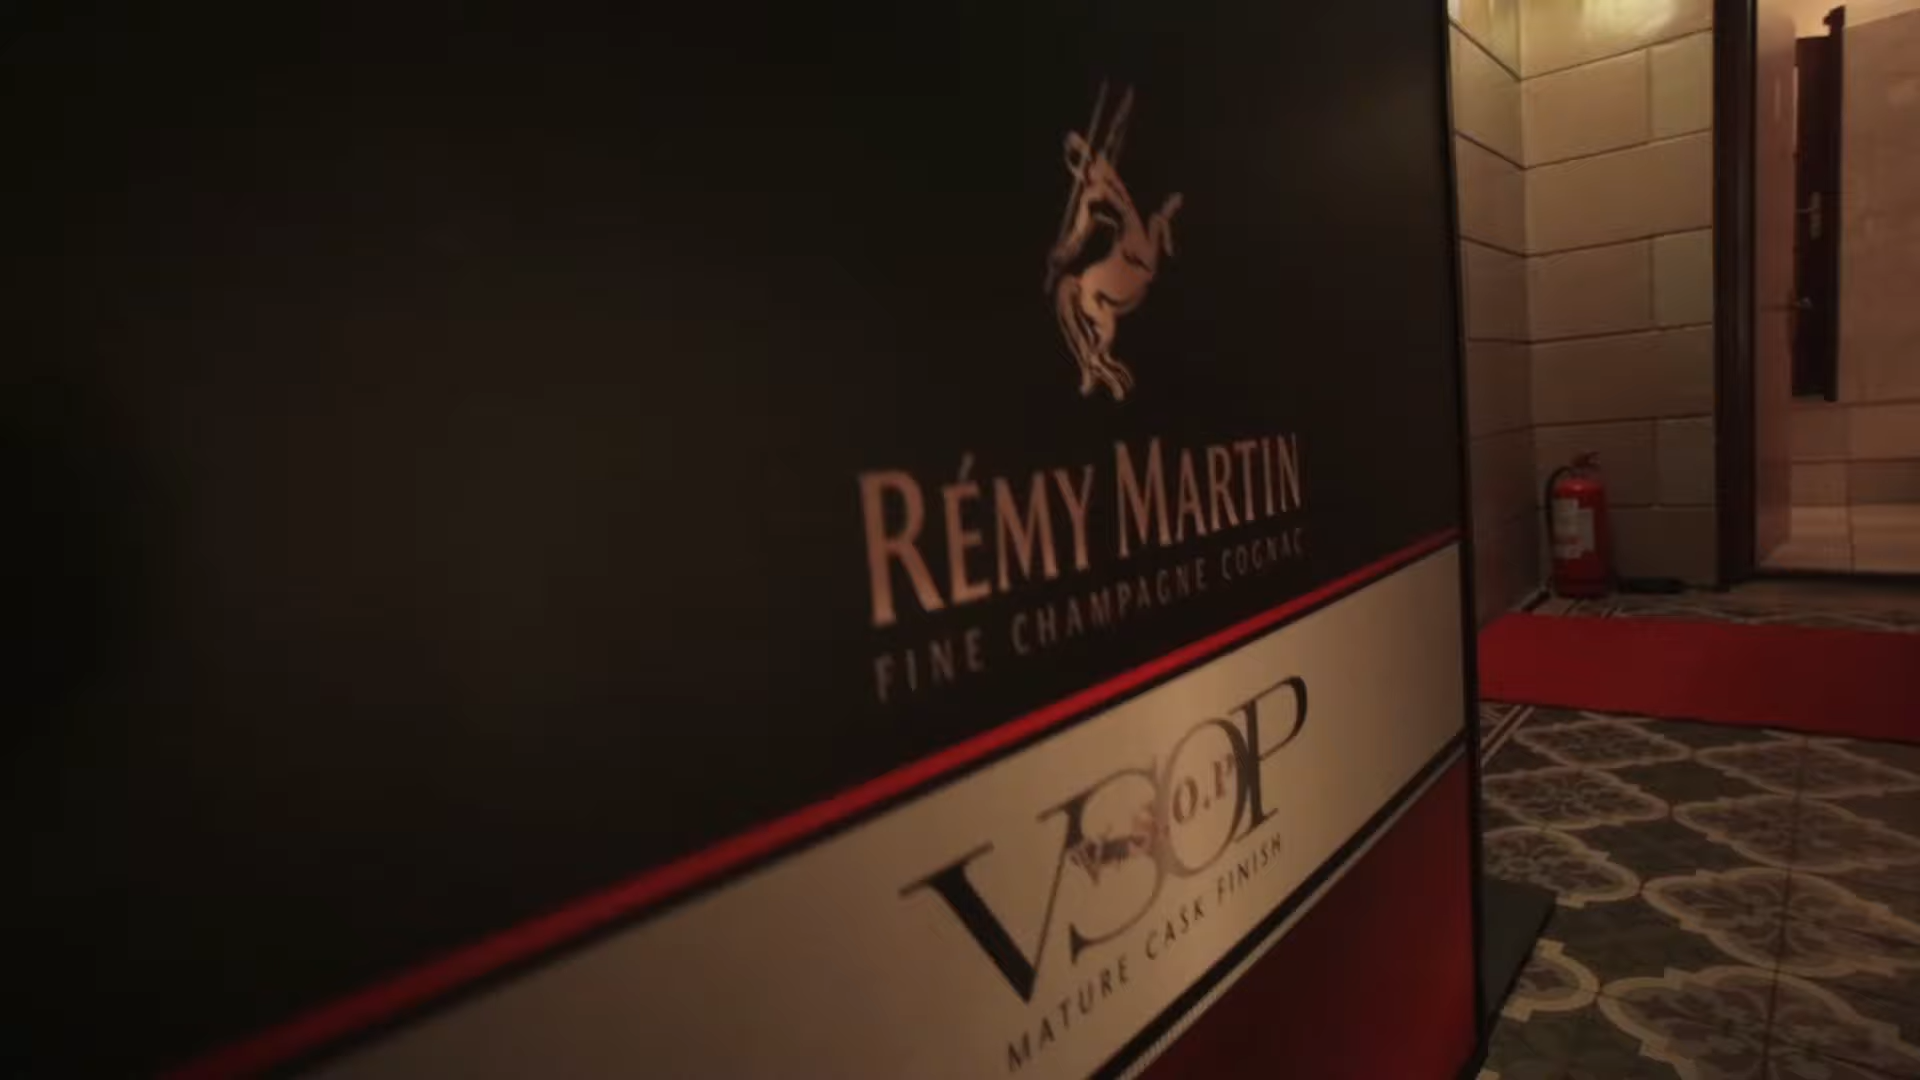 RÉMY MARTIN
FINE CHAMPAGNE COGNAC
VSOP
V.S.O.P
MATURE CASK FINISH